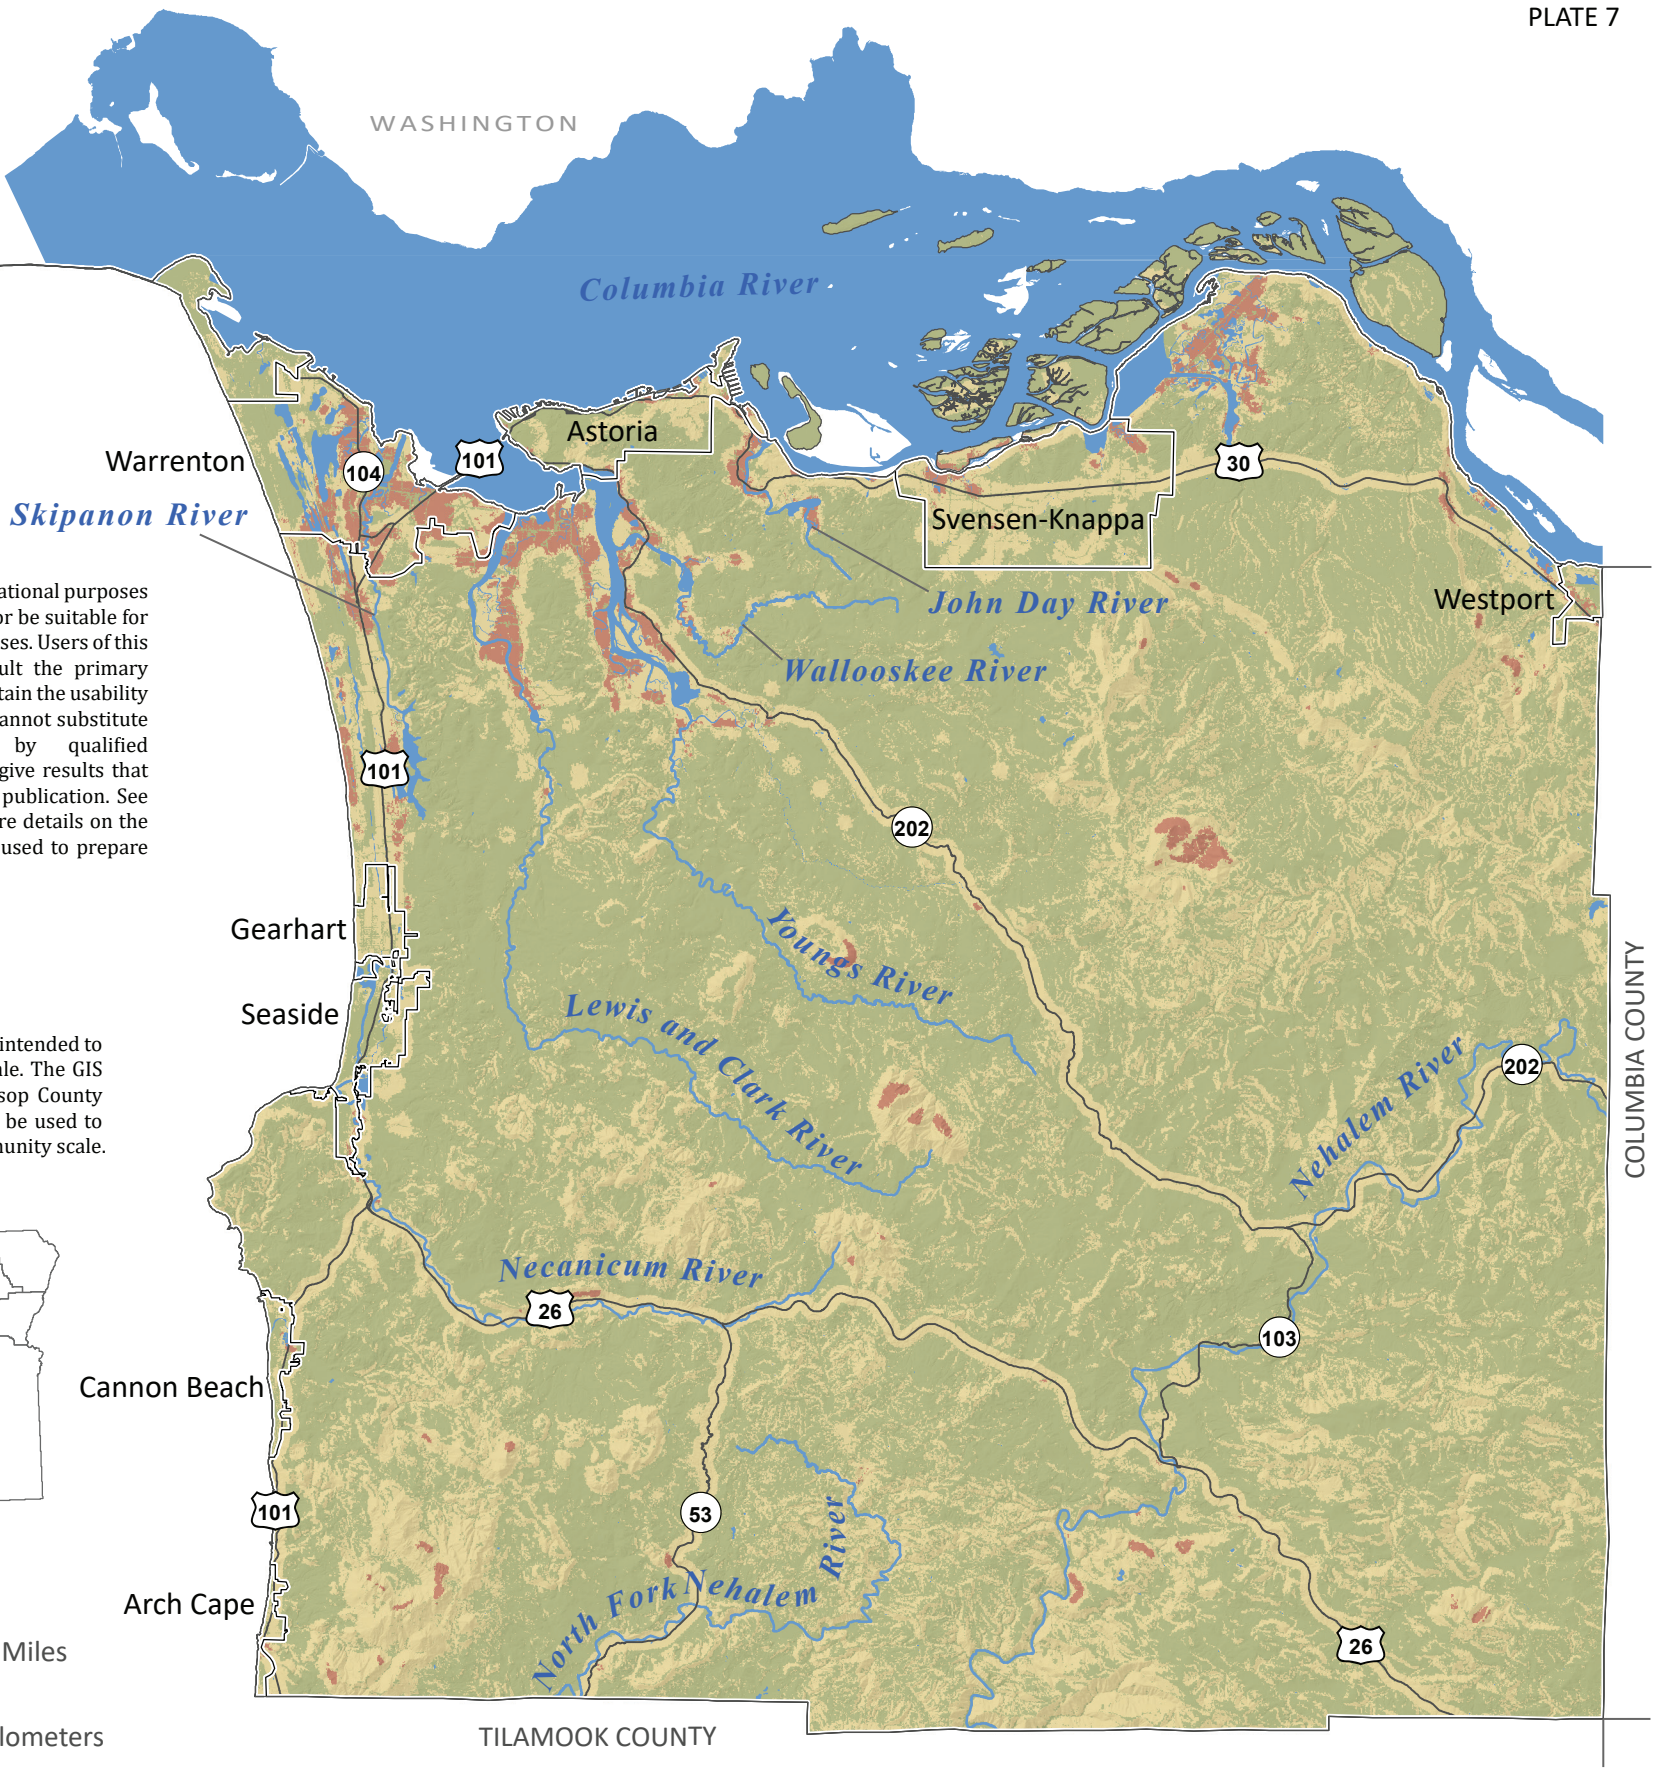 PLATE 7
WASHINGTON
Columbia River
Astoria
Warrenton
104
101
30
Skipanon River
Svensen-Knappa
ational purposes
or be suitable for
ses. Users of this
ult the primary
tain the usability
annot substitute
by qualified
give results that
publication. See
re details on the
used to prepare
John Day River
Westport
Wallooskee River
101
202
Gearhart
Youngs River
Seaside
Lewis and Clark River
COLUMBIA COUNTY
intended to
ale. The GIS
sop County
be used to
munity scale.
Nehalem River
202
Necanicum River
26
103
Cannon Beach
101
53
North Fork Nehalem River
Arch Cape
Miles
26
lometers
TILAMOOK COUNTY